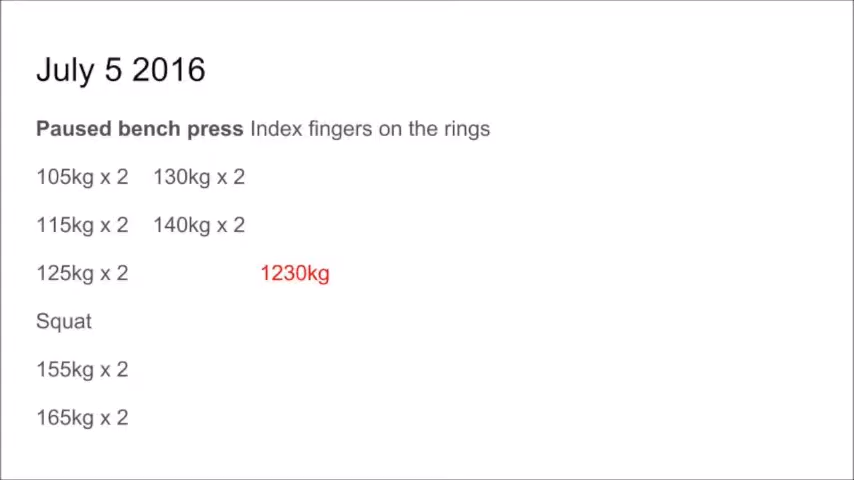 July 5 2016
Paused bench press Index fingers on the rings
105kg x 2 130kg x 2
115kg x 2 140kg x 2
125kg x 2 1230kg
Squat
155kg x 2
165kg x 2